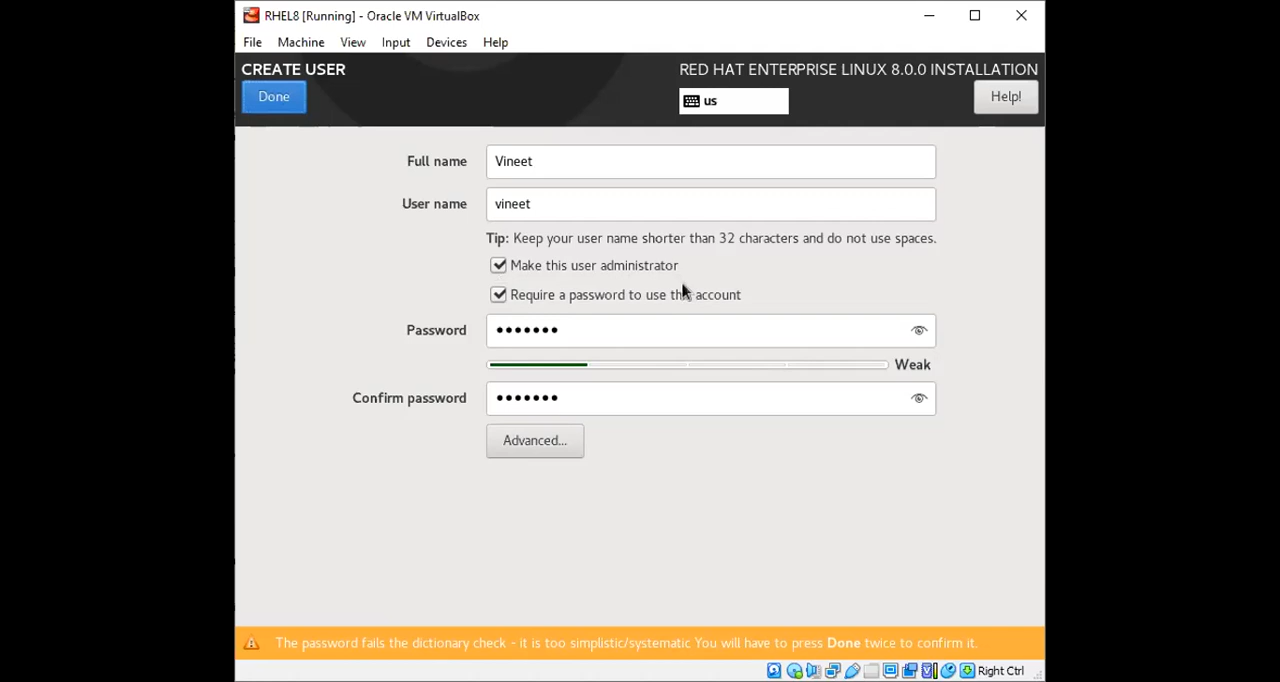 RHEL8 [Running] - Oracle VM VirtualBox
File Machine View Input Devices Help
CREATE USER
RED HAT ENTERPRISE LINUX 8.0.0 INSTALLATION
Done
us
Help!
Full name
Vineet
User name
vineet
Tip: Keep your user name shorter than 32 characters and do not use spaces.
Make this user administrator
Require a password to use this account
Password
•••••••
Weak
Confirm password
•••••••
Advanced...
The password fails the dictionary check - it is too simplistic/systematic You will have to press Done twice to confirm it.
Right Ctrl